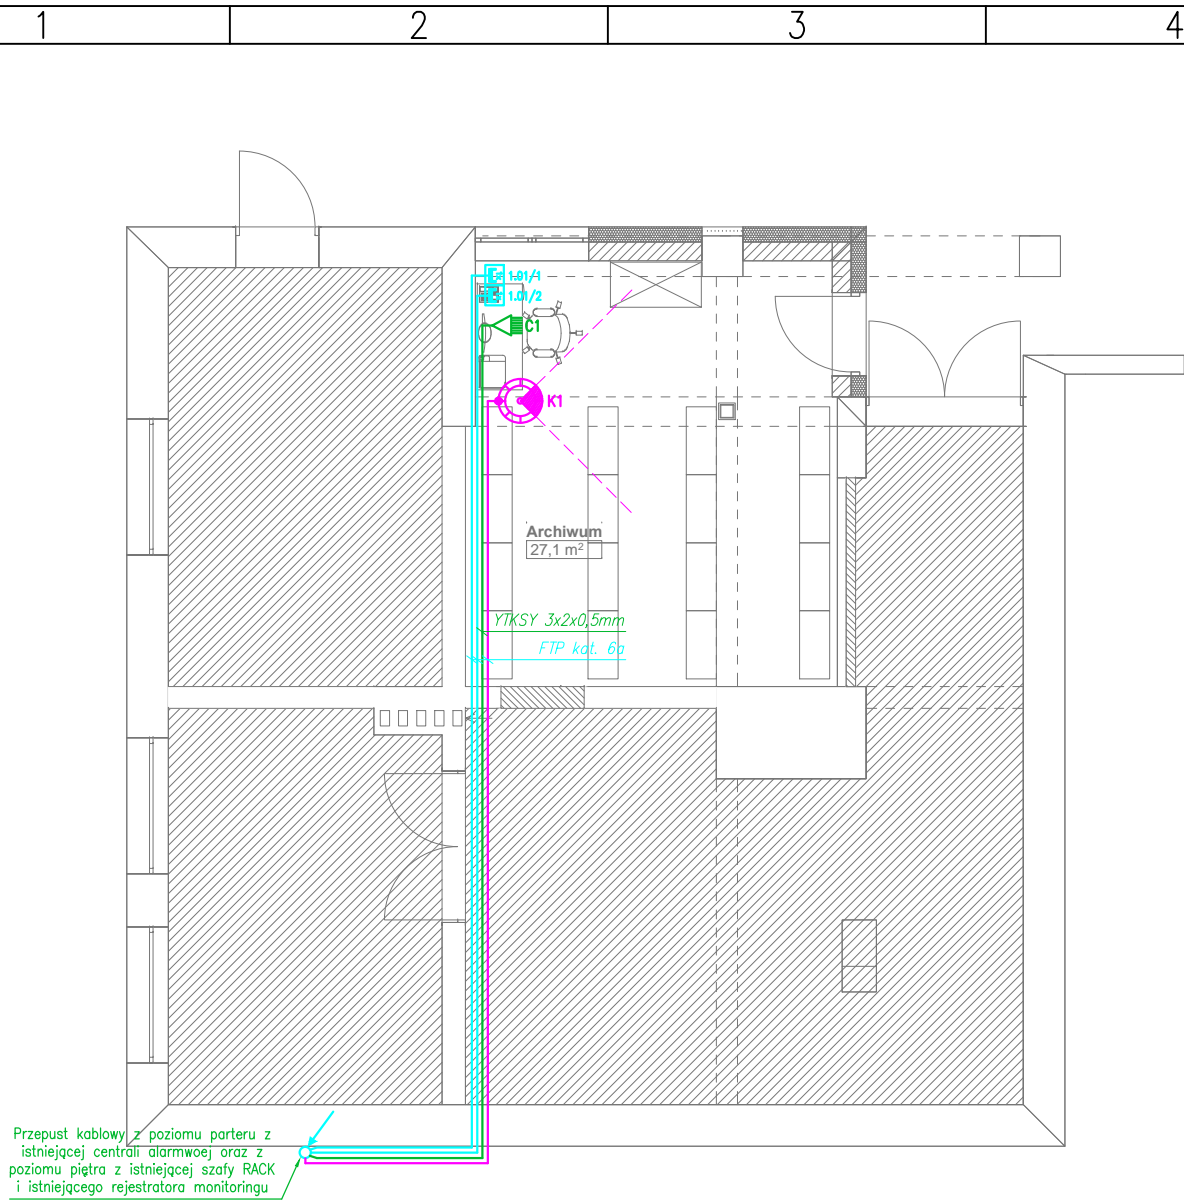 1
2
3
4
1.01/1
1.01/2
C1
K1
Archiwum
27,1 m²
YTKSY 3x2x0,5mm
FTP kat. 6a
Przepust kablowy z poziomu parteru z
istniejącej centrali alarmwoej oraz z
poziomu piętra z istniejącej szafy RACK
i istniejącego rejestratora monitoringu